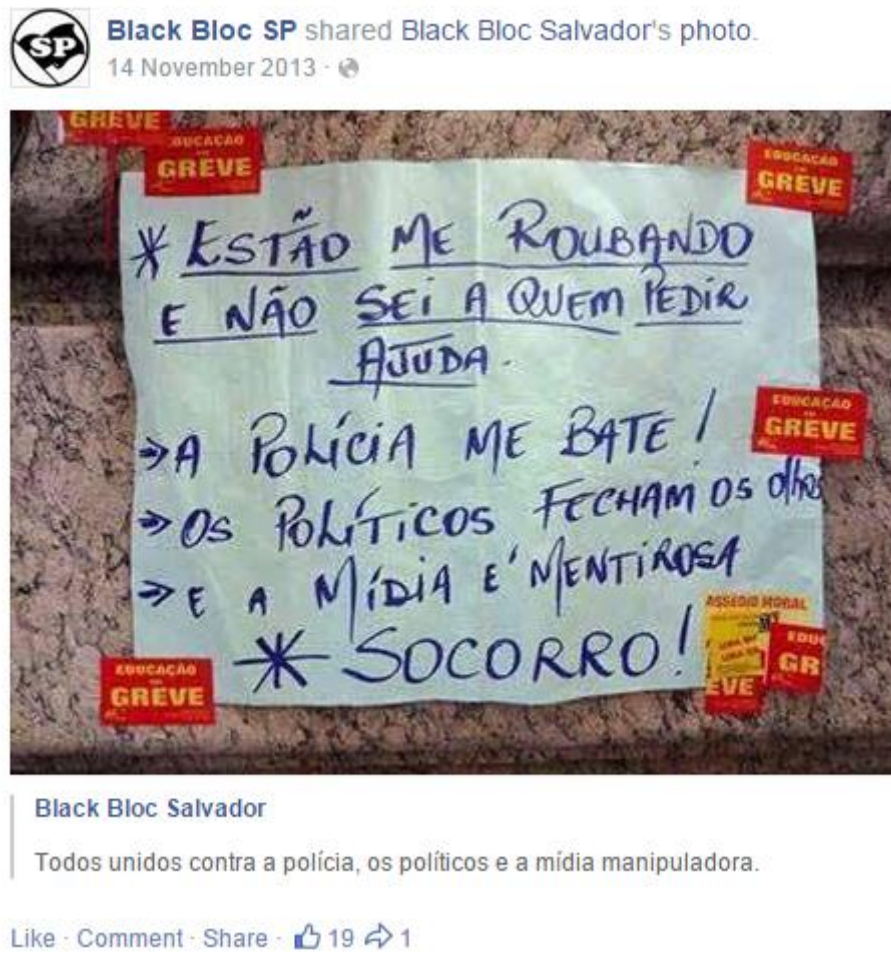 SP
Black Bloc SP shared Black Bloc Salvador's photo.
14 November 2013 ·
GREVE
EDUCAÇÃO
GREVE
EDUCAÇÃO
GREVE
* ESTÃO ME ROUBANDO
E NÃO SEI A QUEM PEDIR
AJUDA.
⇒ A POLÍCIA ME BATE!
EDUCAÇÃO
GREVE
⇒ OS POLÍTICOS FECHAM OS olhos
⇒ E A MÍDIA E' MENTIROSA
* SOCORRO!
ASSÉDIO MORAL
EDUC
GR
EVE
EDUCAÇÃO
GREVE
Black Bloc Salvador
Todos unidos contra a polícia, os políticos e a mídia manipuladora.
Like · Comment · Share · 19 1